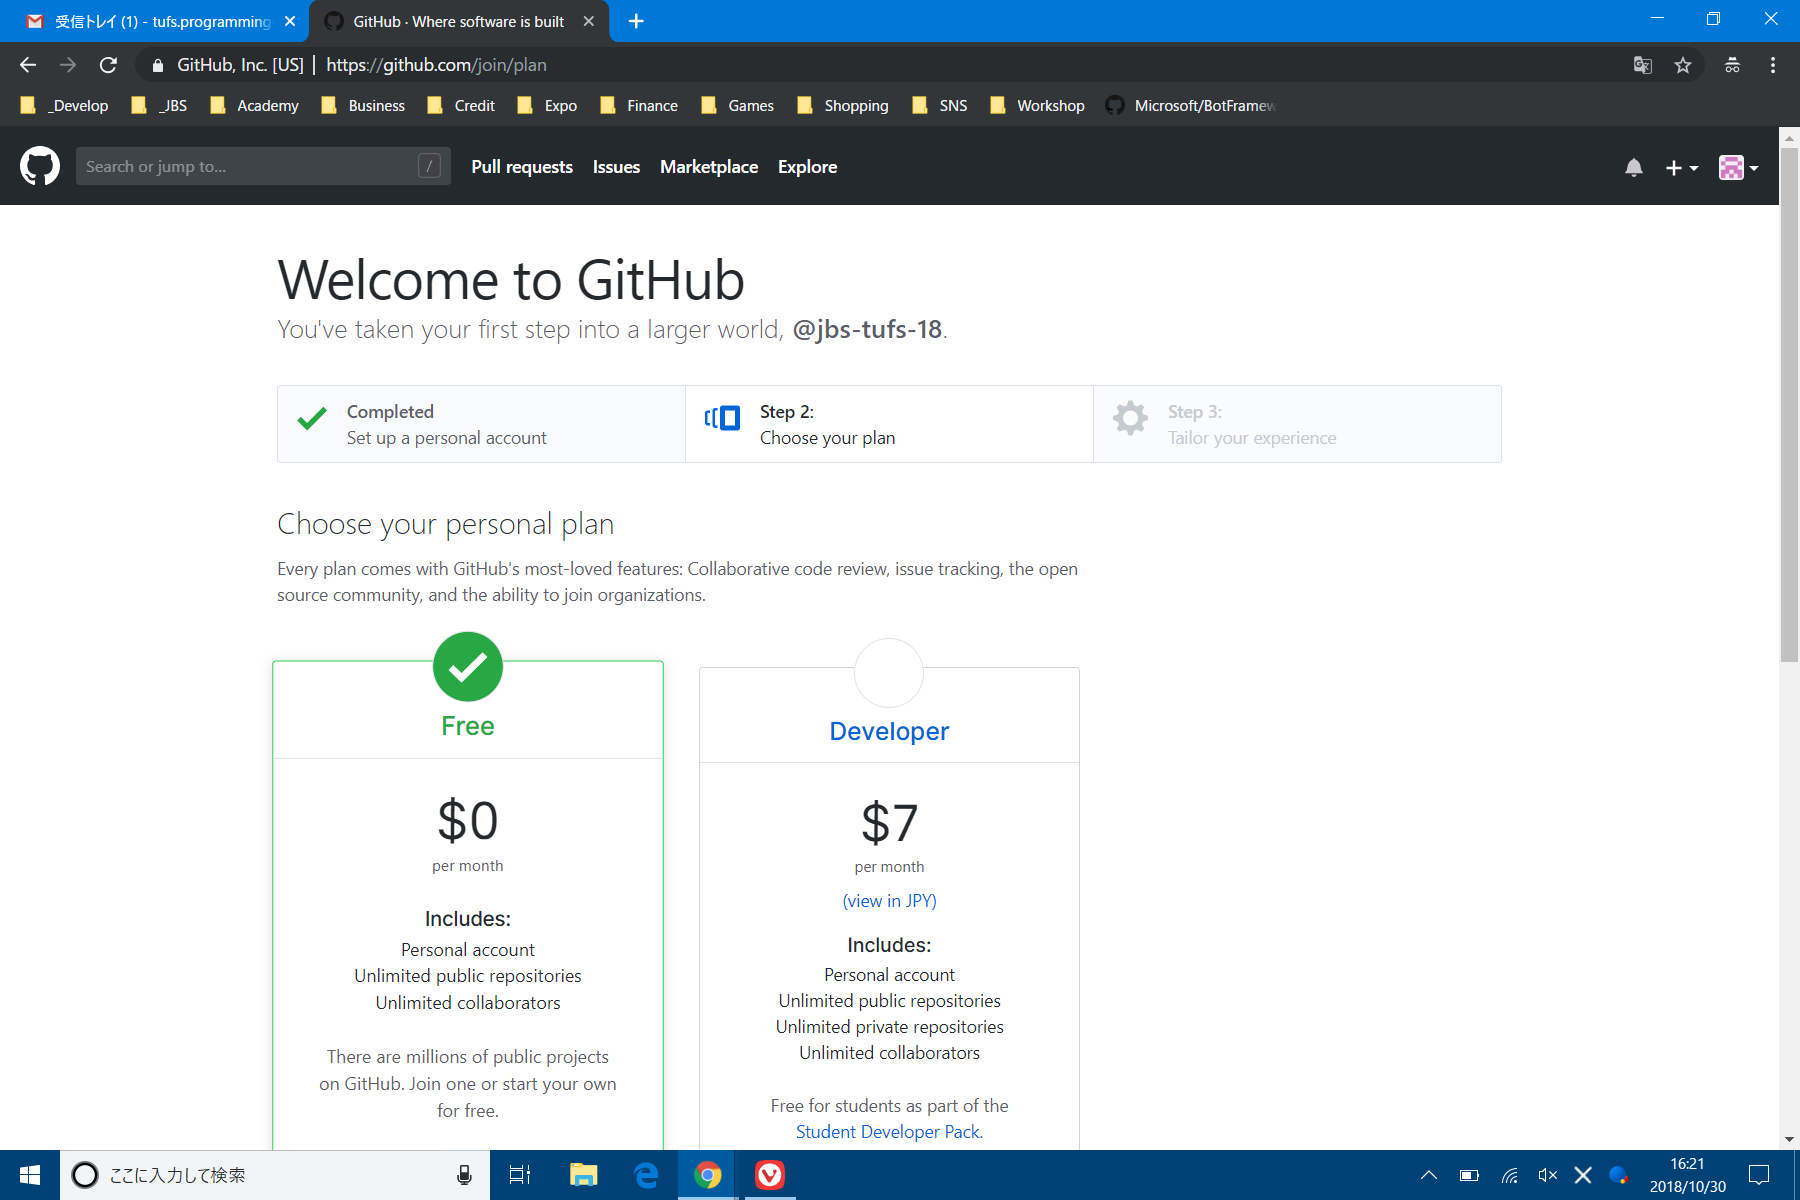 受信トレイ (1) - tufs.programming
GitHub · Where software is built
GitHub, Inc. [US] | https://github.com/join/plan
_Develop
_JBS
Academy
Business
Credit
Expo
Finance
Games
Shopping
SNS
Workshop
Microsoft/BotFramew
Search or jump to...
/
Pull requests
Issues
Marketplace
Explore
Welcome to GitHub
You've taken your first step into a larger world, @jbs-tufs-18.
Completed
Set up a personal account
Step 2:
Choose your plan
Step 3:
Tailor your experience
Choose your personal plan
Every plan comes with GitHub's most-loved features: Collaborative code review, issue tracking, the open
source community, and the ability to join organizations.
Free
$0
per month
Includes:
Personal account
Unlimited public repositories
Unlimited collaborators
There are millions of public projects
on GitHub. Join one or start your own
for free.
Developer
$7
per month
(view in JPY)
Includes:
Personal account
Unlimited public repositories
Unlimited private repositories
Unlimited collaborators
Free for students as part of the
Student Developer Pack.
ここに入力して検索
16:21
2018/10/30